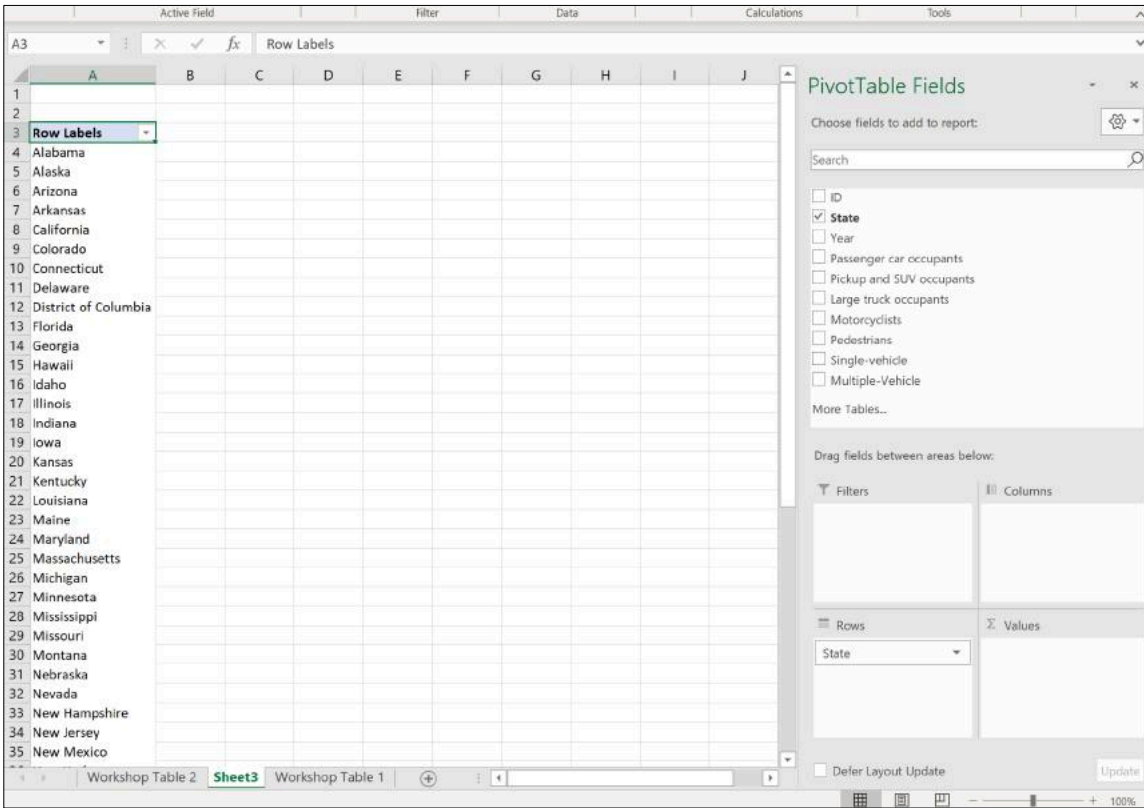 Active Field Filter Data Calculations Tools
A3 fx Row Labels
A B C D E F G H I J
1
2
3 Row Labels
4 Alabama
5 Alaska
6 Arizona
7 Arkansas
8 California
9 Colorado
10 Connecticut
11 Delaware
12 District of Columbia
13 Florida
14 Georgia
15 Hawaii
16 Idaho
17 Illinois
18 Indiana
19 Iowa
20 Kansas
21 Kentucky
22 Louisiana
23 Maine
24 Maryland
25 Massachusetts
26 Michigan
27 Minnesota
28 Mississippi
29 Missouri
30 Montana
31 Nebraska
32 Nevada
33 New Hampshire
34 New Jersey
35 New Mexico
Workshop Table 2 Sheet3 Workshop Table 1
PivotTable Fields
Choose fields to add to report:
Search
ID
State
Year
Passenger car occupants
Pickup and SUV occupants
Large truck occupants
Motorcyclists
Pedestrians
Single-vehicle
Multiple-Vehicle
More Tables...
Drag fields between areas below:
Filters
Columns
Rows
Σ Values
State
Defer Layout Update
Update
100%